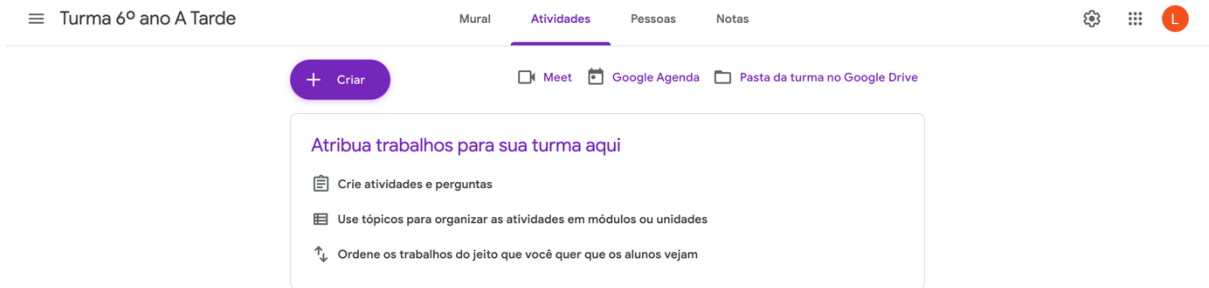 Turma 6º ano A Tarde
Mural Atividades Pessoas Notas
L
Criar
Meet Google Agenda Pasta da turma no Google Drive
Atribua trabalhos para sua turma aqui
Crie atividades e perguntas
Use tópicos para organizar as atividades em módulos ou unidades
Ordene os trabalhos do jeito que você quer que os alunos vejam